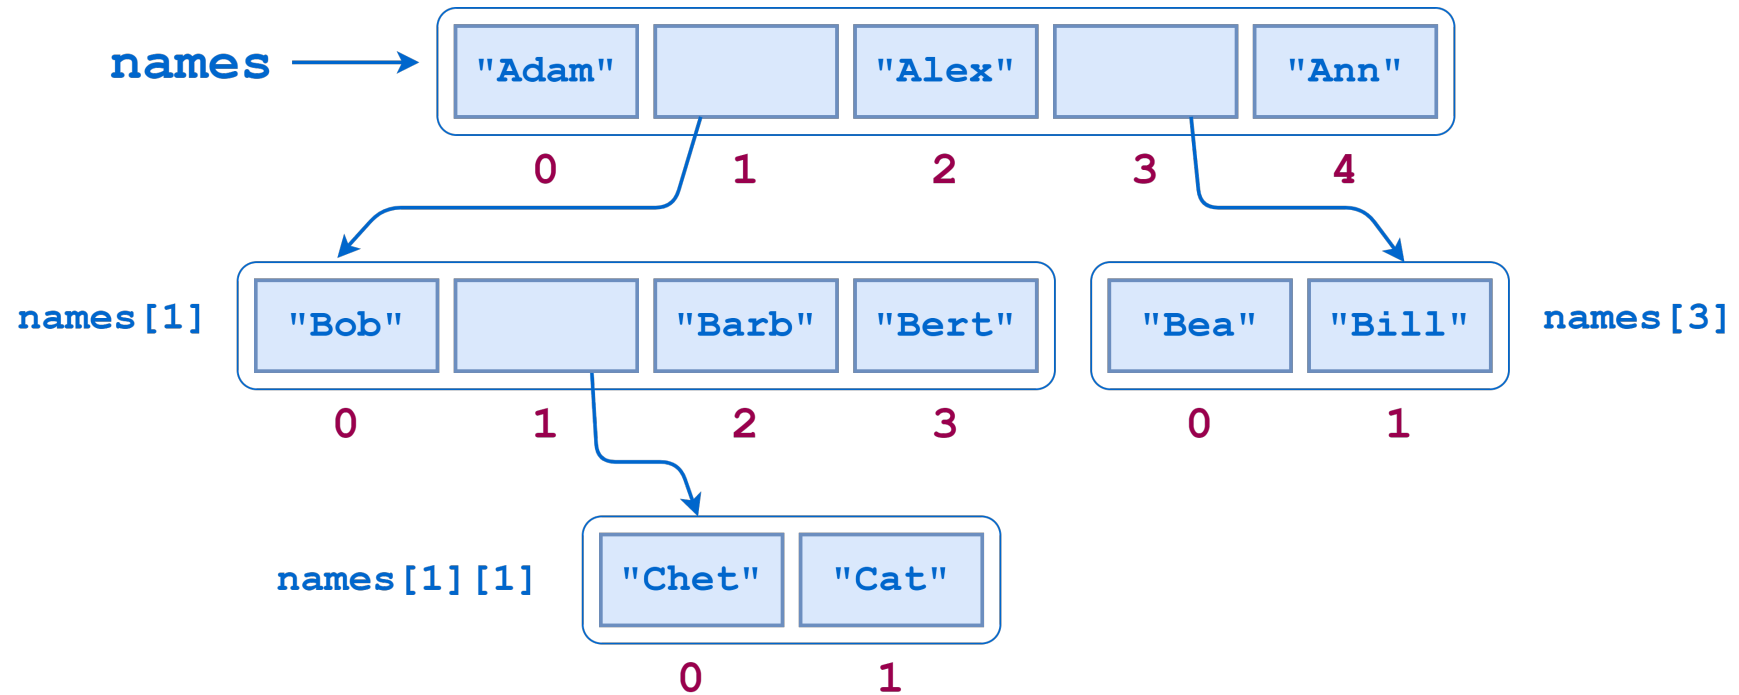 names "Adam" "Alex" "Ann"
0 1 2 3 4
names[1] "Bob" "Barb" "Bert" "Bea" "Bill" names[3]
0 1 2 3 0 1
names[1][1] "Chet" "Cat"
0 1